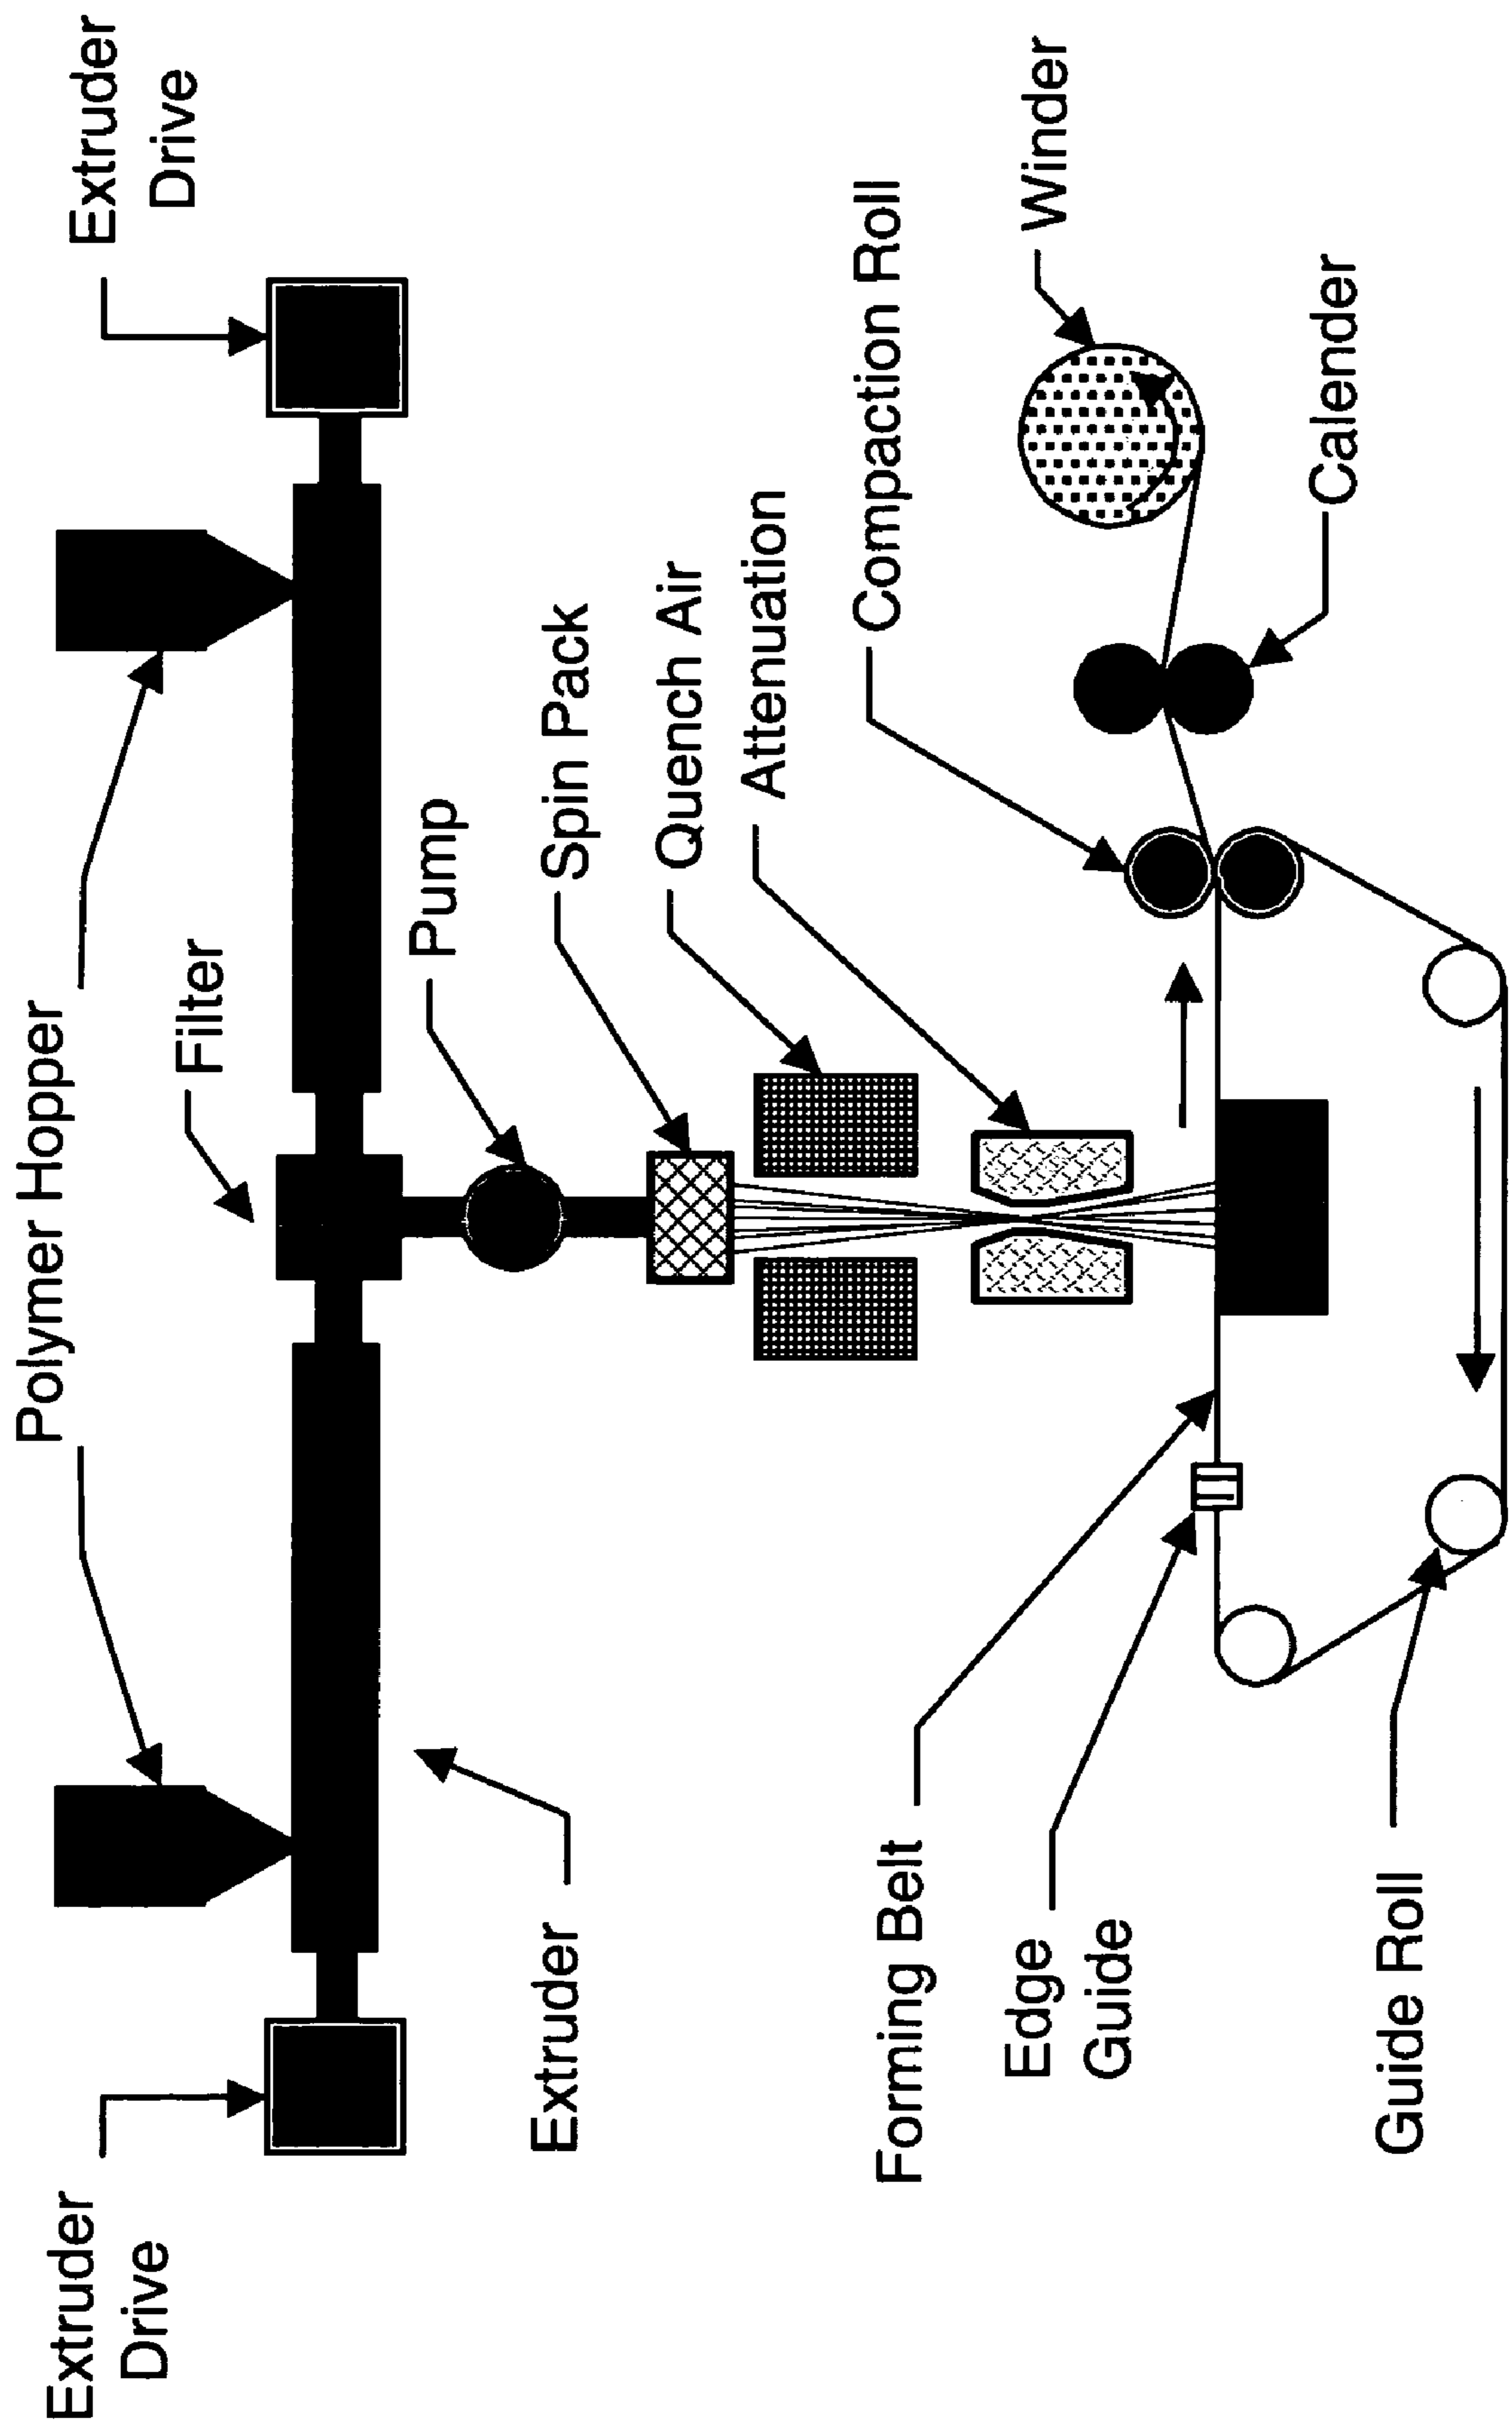 Polymer Hopper
Extruder
Drive
Extruder
Drive
Filter
Pump
Extruder
Spin Pack
Quench Air
Attenuation
Compaction Roll
Winder
Forming Belt
Edge
Guide
Calender
Guide Roll